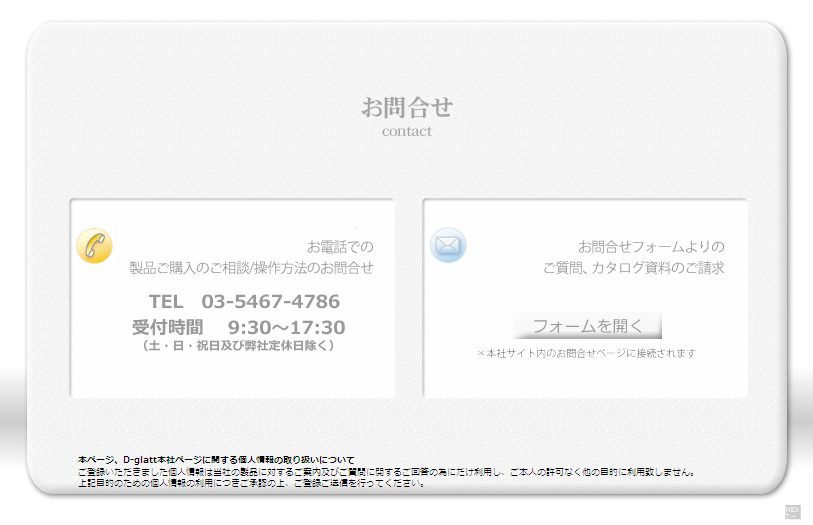 お問合せ
contact
お電話での
製品ご購入のご相談/操作方法のお問合せ
TEL 03-5467-4786
受付時間 9:30～17:30
（土・日・祝日及び弊社定休日除く）
お問合せフォームよりの
ご質問、カタログ資料のご請求
フォームを開く
＊本社サイト内のお問合せページに接続されます
本ページ、D-glatt本社ページに関する個人情報の取り扱いについて
ご登録いただきました個人情報は当社の製品に対するご案内及びご質問に関するご回答の為にだけ利用し、ご本人の許可なく他の目的に利用致しません。
上記目的のための個人情報の利用につきご承認の上、ご登録ご送信を行ってください。
NEX